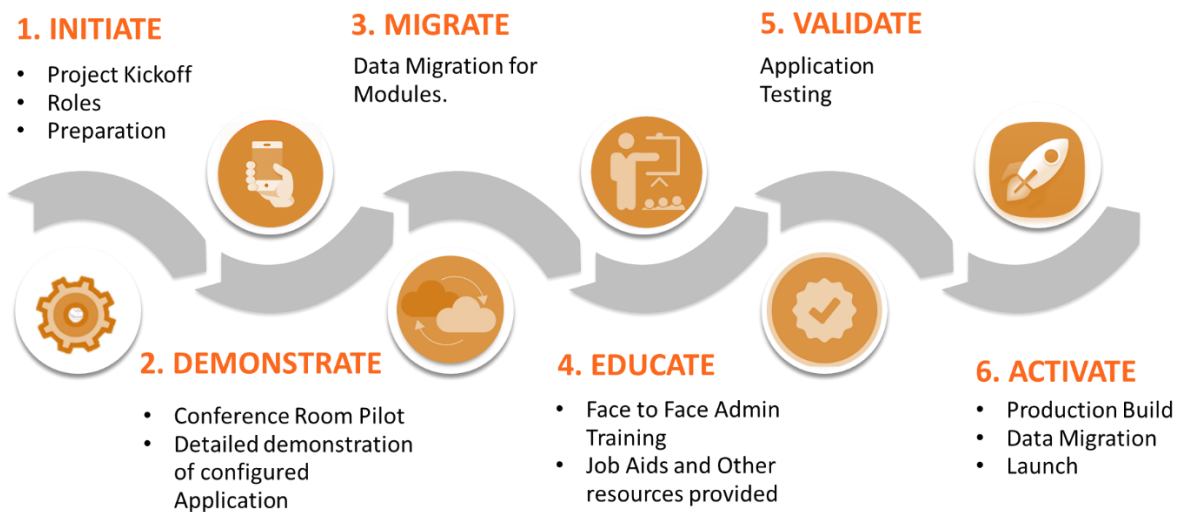 1. INITIATE
• Project Kickoff
• Roles
• Preparation
2. DEMONSTRATE
• Conference Room Pilot
• Detailed demonstration
of configured
Application
3. MIGRATE
Data Migration for
Modules.
4. EDUCATE
• Face to Face Admin
Training
• Job Aids and Other
resources provided
5. VALIDATE
Application
Testing
6. ACTIVATE
• Production Build
• Data Migration
• Launch